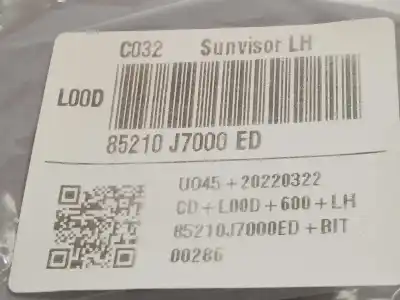 C032 Sunvisor LH
L00D
85210 J7000 ED
U045+20220322
CD+L00D+600+LH
85210J7000ED+BIT
00286